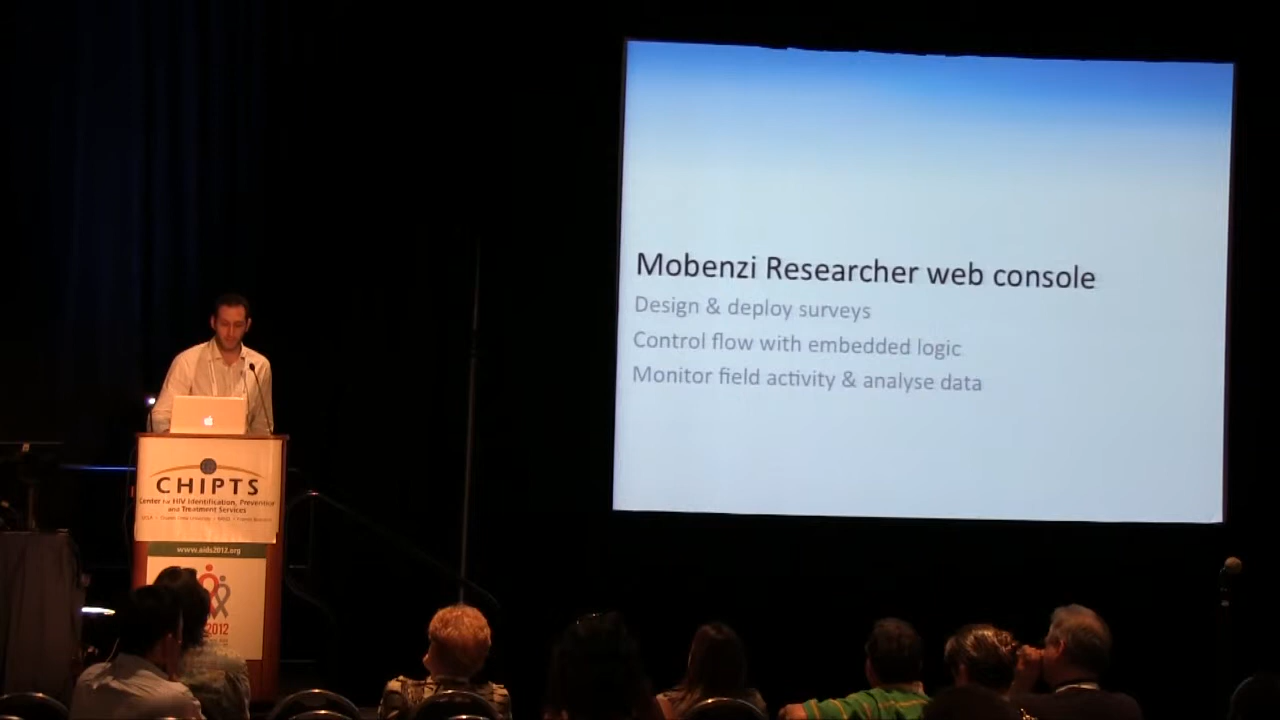 Mobenzi Researcher web console
Design & deploy surveys
Control flow with embedded logic
Monitor field activity & analyse data
CHIPTS
Center for HIV Identification, Prevention
and Treatment Services
www.aids2012.org
2012